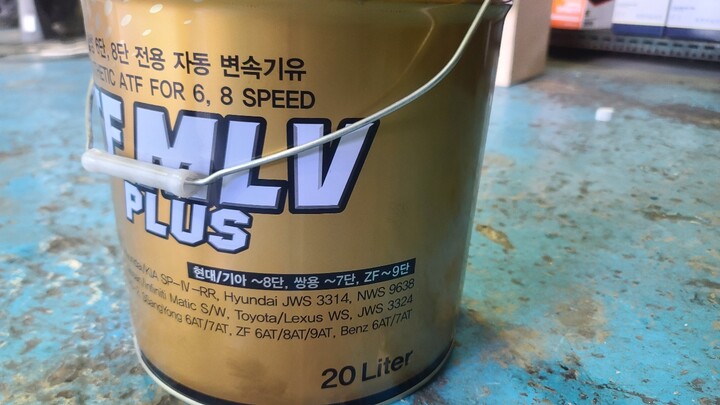 6단, 8단 전용 자동 변속기유
ATF FOR 6, 8 SPEED
MLV
PLUS
현대/기아 ~8단, 쌍용 ~7단, ZF~9단
SP-IV-RR, Hyundai JWS 3314, NWS 9638
Matic S/W, Toyota/Lexus WS, JWS 3324
SsangYong 6AT/7AT, ZF 6AT/8AT/9AT, Benz 6AT/7AT
20 Liter